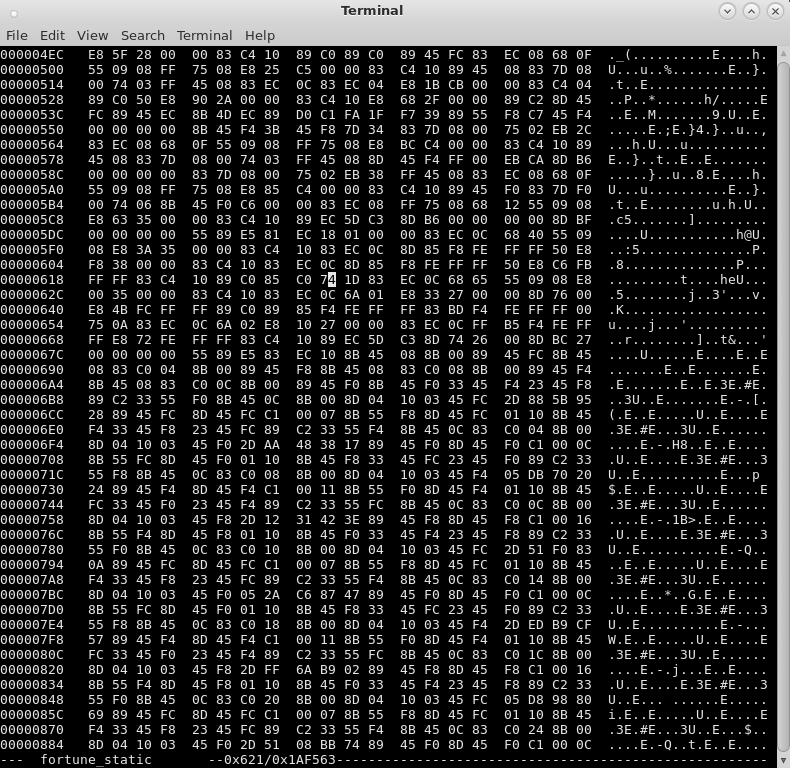 Terminal
File Edit View Search Terminal Help
000004EC   E8 5F 28 00  00 83 C4 10  89 C0 89 C0  89 45 FC 83  EC 08 68 0F  ._(..........E....h.
00000500   55 09 08 FF  75 08 E8 25  C5 00 00 83  C4 10 89 45  08 83 7D 08  U...u..%.......E..}.
00000514   00 74 03 FF  45 08 83 EC  0C 83 EC 04  E8 1B CB 00  00 83 C4 04  .t..E...............
00000528   89 C0 50 E8  90 2A 00 00  00 83 C4 10  E8 68 2F 00  00 89 C2 8D 45  ..P..*......h/.....E
0000053C   FC 89 45 EC  8B 4D EC 89  D0 C1 FA 1F  F7 39 89 55  F8 C7 45 F4  ..E..M.......9.U..E.
00000550   00 00 00 00  8B 45 F4 3B  45 F8 7D 34  83 7D 08 00  75 02 EB 2C  .....E.;E.}4.}..u..,
00000564   83 EC 08 68  0F 55 09 08  FF 75 08 E8  BC C4 00 00  83 C4 10 89  ...h.U...u..........
00000578   45 08 83 7D  08 00 74 03  FF 45 08 8D  45 F4 FF 00  EB CA 8D B6  E..}..t..E..E.......
0000058C   00 00 00 00  83 7D 08 00  75 02 EB 38  FF 45 08 83  EC 08 68 0F  .....}..u..8.E....h.
000005A0   55 09 08 FF  75 08 E8 85  C4 00 00 83  C4 10 89 45  F0 83 7D F0  U...u..........E..}.
000005B4   00 74 06 8B  45 F0 C6 00  00 83 EC 08  FF 75 08 68  12 55 09 08  .t..E........u.h.U..
000005C8   E8 63 35 00  00 83 C4 10  89 EC 5D C3  8D B6 00 00  00 00 8D BF  .c5.......].........
000005DC   00 00 00 00  55 89 E5 81  EC 18 01 00  00 83 EC 0C  68 40 55 09  ....U...........h@U.
000005F0   08 E8 3A 35  00 00 83 C4  10 83 EC 0C  8D 85 F8 FE  FF FF 50 E8  ..:5..............P.
00000604   F8 38 00 00  83 C4 10 83  EC 0C 8D 85  F8 FE FF FF  50 E8 C6 FB  .8..............P...
00000618   FF FF 83 C4  10 89 C0 85  C0 74 1D 83  EC 0C 68 65  55 09 08 E8  .........t....heU...
0000062C   00 35 00 00  83 C4 10 83  EC 0C 6A 01  E8 33 27 00  00 8D 76 00  .5........j..3'...v.
00000640   E8 4B FC FF  FF 89 C0 89  85 F4 FE FF  FF 83 BD F4  FE FF FF 00  .K..................
00000654   75 0A 83 EC  0C 6A 02 E8  10 27 00 00  83 EC 0C FF  B5 F4 FE FF  u....j...'..........
00000668   FF E8 72 FE  FF FF 83 C4  10 89 EC 5D  C3 8D 74 26  00 8D BC 27  ..r........]..t&...'
0000067C   00 00 00 00  55 89 E5 83  EC 10 8B 45  08 8B 00 89  45 FC 8B 45  ....U......E....E..E
00000690   08 83 C0 04  8B 00 89 45  F8 8B 45 08  83 C0 08 8B  00 89 45 F4  .......E..E.......E.
000006A4   8B 45 08 83  C0 0C 8B 00  89 45 F0 8B  45 F0 33 45  F4 23 45 F8  .E.......E..E.3E.#E.
000006B8   89 C2 33 55  F0 8B 45 0C  8B 00 8D 04  10 03 45 FC  2D 88 5B 95  ..3U..E.......E.-.[.
000006CC   28 89 45 FC  8D 45 FC C1  00 07 8B 55  F8 8D 45 FC  01 10 8B 45  (.E..E.....U..E....E
000006E0   F4 33 45 F8  23 45 FC 89  C2 33 55 F4  8B 45 0C 83  C0 04 8B 00  .3E.#E...3U..E......
000006F4   8D 04 10 03  45 F0 2D AA  48 38 17 89  45 F0 8D 45  F0 C1 00 0C  ....E.-.H8..E..E....
00000708   8B 55 FC 8D  45 F0 01 10  8B 45 F8 33  45 FC 23 45  F0 89 C2 33  .U..E....E.3E.#E...3
0000071C   55 F8 8B 45  0C 83 C0 08  8B 00 8D 04  10 03 45 F4  05 DB 70 20  U..E..........E...p 
00000730   24 89 45 F4  8D 45 F4 C1  00 11 8B 55  F0 8D 45 F4  01 10 8B 45  $.E..E.....U..E....E
00000744   FC 33 45 F0  23 45 F4 89  C2 33 55 FC  8B 45 0C 83  C0 0C 8B 00  .3E.#E...3U..E......
00000758   8D 04 10 03  45 F8 2D 12  31 42 3E 89  45 F8 8D 45  F8 C1 00 16  ....E.-.1B>.E..E....
0000076C   8B 55 F4 8D  45 F8 01 10  8B 45 F0 33  45 F4 23 45  F8 89 C2 33  .U..E....E.3E.#E...3
00000780   55 F0 8B 45  0C 83 C0 10  8B 00 8D 04  10 03 45 FC  2D 51 F0 83  U..E..........E.-Q..
00000794   0A 89 45 FC  8D 45 FC C1  00 07 8B 55  F8 8D 45 FC  01 10 8B 45  ..E..E.....U..E....E
000007A8   F4 33 45 F8  23 45 FC 89  C2 33 55 F4  8B 45 0C 83  C0 14 8B 00  .3E.#E...3U..E......
000007BC   8D 04 10 03  45 F0 05 2A  C6 87 47 89  45 F0 8D 45  F0 C1 00 0C  ....E..*..G.E..E....
000007D0   8B 55 FC 8D  45 F0 01 10  8B 45 F8 33  45 FC 23 45  F0 89 C2 33  .U..E....E.3E.#E...3
000007E4   55 F8 8B 45  0C 83 C0 18  8B 00 8D 04  10 03 45 F4  2D ED B9 CF  U..E..........E.-...
000007F8   57 89 45 F4  8D 45 F4 C1  00 11 8B 55  F0 8D 45 F4  01 10 8B 45  W.E..E.....U..E....E
0000080C   FC 33 45 F0  23 45 F4 89  C2 33 55 FC  8B 45 0C 83  C0 1C 8B 00  .3E.#E...3U..E......
00000820   8D 04 10 03  45 F8 2D FF  6A B9 02 89  45 F8 8D 45  F8 C1 00 16  ....E.-.j...E..E....
00000834   8B 55 F4 8D  45 F8 01 10  8B 45 F0 33  45 F4 23 45  F8 89 C2 33  .U..E....E.3E.#E...3
00000848   55 F0 8B 45  0C 83 C0 20  8B 00 8D 04  10 03 45 FC  05 D8 98 80  U..E... ......E.....
0000085C   69 89 45 FC  8D 45 FC C1  00 07 8B 55  F8 8D 45 FC  01 10 8B 45  i.E..E.....U..E....E
00000870   F4 33 45 F8  23 45 FC 89  C2 33 55 F4  8B 45 0C 83  C0 24 8B 00  .3E.#E...3U..E...$..
00000884   8D 04 10 03  45 F0 2D 51  08 BB 74 89  45 F0 8D 45  F0 C1 00 0C  ....E.-Q..t.E..E....
---  fortune_static       --0x621/0x1AF563------------------------------------------------------